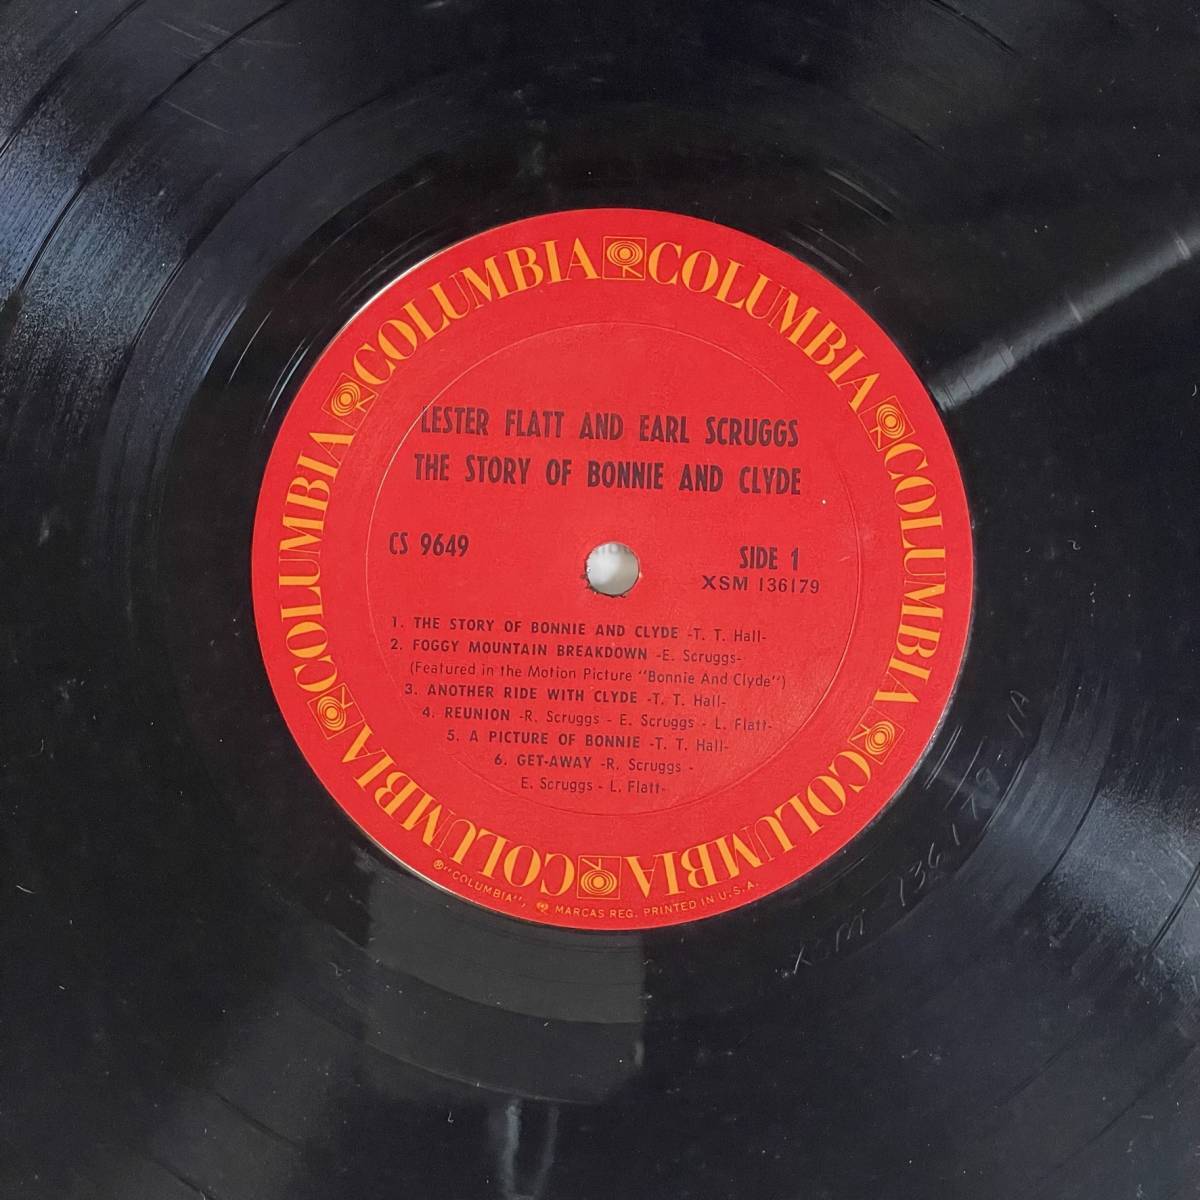 COLUMBIA COLUMBIA COLUMBIA COLUMBIA COLUMBIA COLUMBIA
LESTER FLATT AND EARL SCRUGGS
THE STORY OF BONNIE AND CLYDE
CS 9649
SIDE 1
XSM 136179
1. THE STORY OF BONNIE AND CLYDE -T. T. Hall-
2. FOGGY MOUNTAIN BREAKDOWN -E. Scruggs-
(Featured in the Motion Picture "Bonnie And Clyde")
3. ANOTHER RIDE WITH CLYDE -T. T. Hall-
4. REUNION -R. Scruggs - E. Scruggs - L. Flatt-
5. A PICTURE OF BONNIE -T. T. Hall-
6. GET-AWAY -R. Scruggs -
E. Scruggs - L. Flatt-
® "COLUMBIA", MARCAS REG. PRINTED IN U.S.A.
XSM 136179-1A